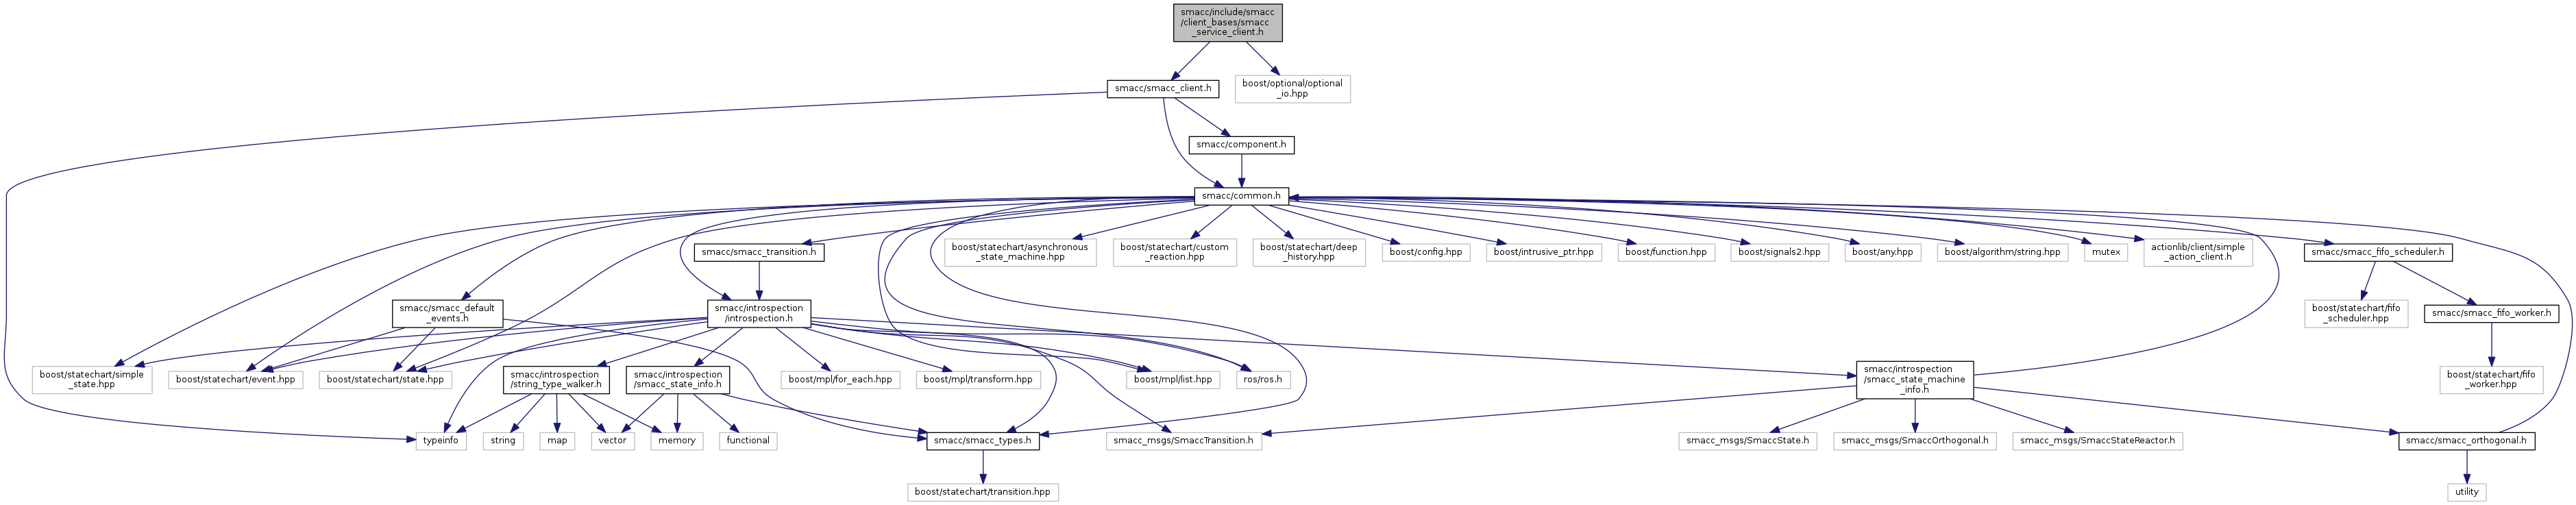 smacc/include/smacc
/client_bases/smacc
_service_client.h
smacc/smacc_client.h
boost/optional/optional
_io.hpp
smacc/component.h
smacc/common.h
smacc/smacc_transition.h
boost/statechart/asynchronous
_state_machine.hpp
boost/statechart/custom
_reaction.hpp
boost/statechart/deep
_history.hpp
boost/config.hpp
boost/intrusive_ptr.hpp
boost/function.hpp
boost/signals2.hpp
boost/any.hpp
boost/algorithm/string.hpp
mutex
actionlib/client/simple
_action_client.h
smacc/smacc_fifo_scheduler.h
smacc/smacc_default
_events.h
smacc/introspection
/introspection.h
boost/statechart/fifo
_scheduler.hpp
smacc/smacc_fifo_worker.h
boost/statechart/simple
_state.hpp
boost/statechart/event.hpp
boost/statechart/state.hpp
smacc/introspection
/string_type_walker.h
smacc/introspection
/smacc_state_info.h
boost/mpl/for_each.hpp
boost/mpl/transform.hpp
boost/mpl/list.hpp
ros/ros.h
smacc/introspection
/smacc_state_machine
_info.h
boost/statechart/fifo
_worker.hpp
typeinfo
string
map
vector
memory
functional
smacc/smacc_types.h
smacc_msgs/SmaccTransition.h
smacc_msgs/SmaccState.h
smacc_msgs/SmaccOrthogonal.h
smacc_msgs/SmaccStateReactor.h
smacc/smacc_orthogonal.h
boost/statechart/transition.hpp
utility